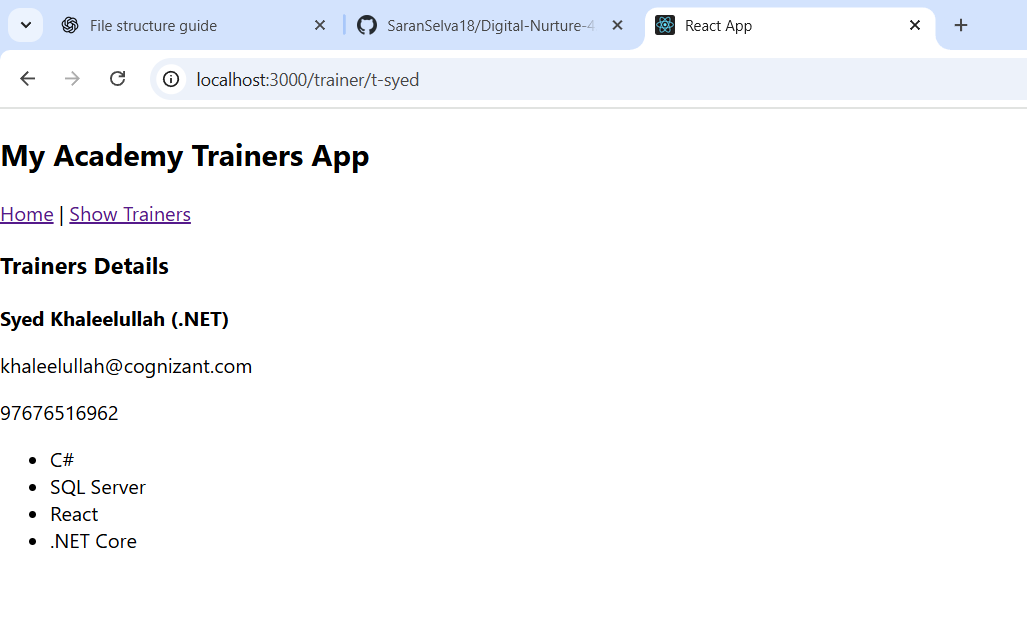 File structure guide
SaranSelva18/Digital-Nurture-4
React App
localhost:3000/trainer/t-syed
My Academy Trainers App
Home | Show Trainers
Trainers Details
Syed Khaleelullah (.NET)
khaleelullah@cognizant.com
97676516962
C#
SQL Server
React
.NET Core